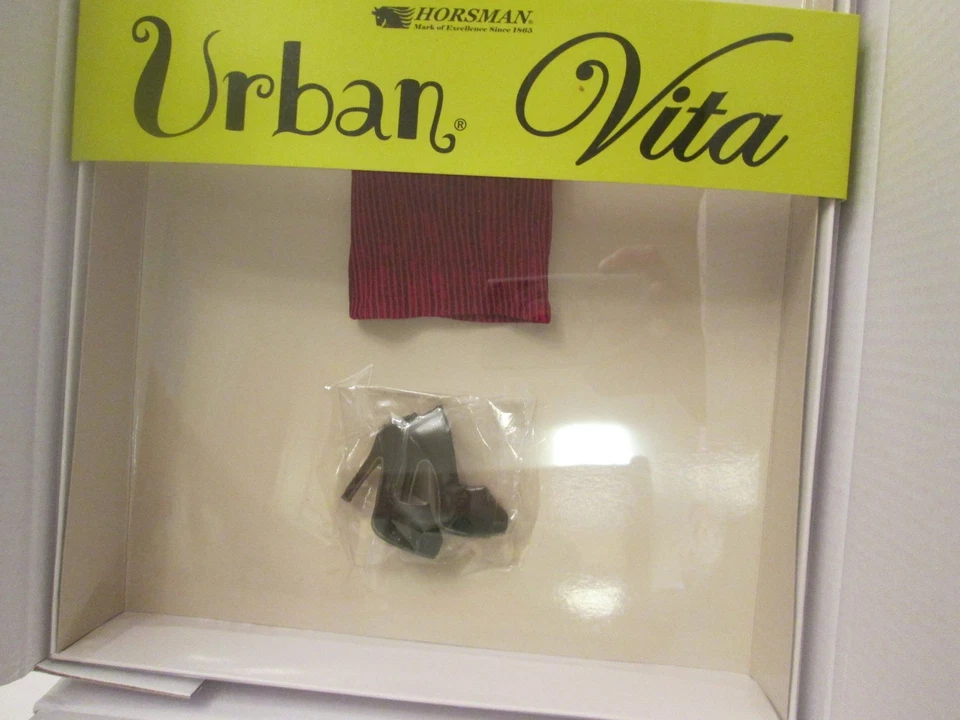 HORSMAN®
Mark of Excellence Since 1865
Urban® Vita